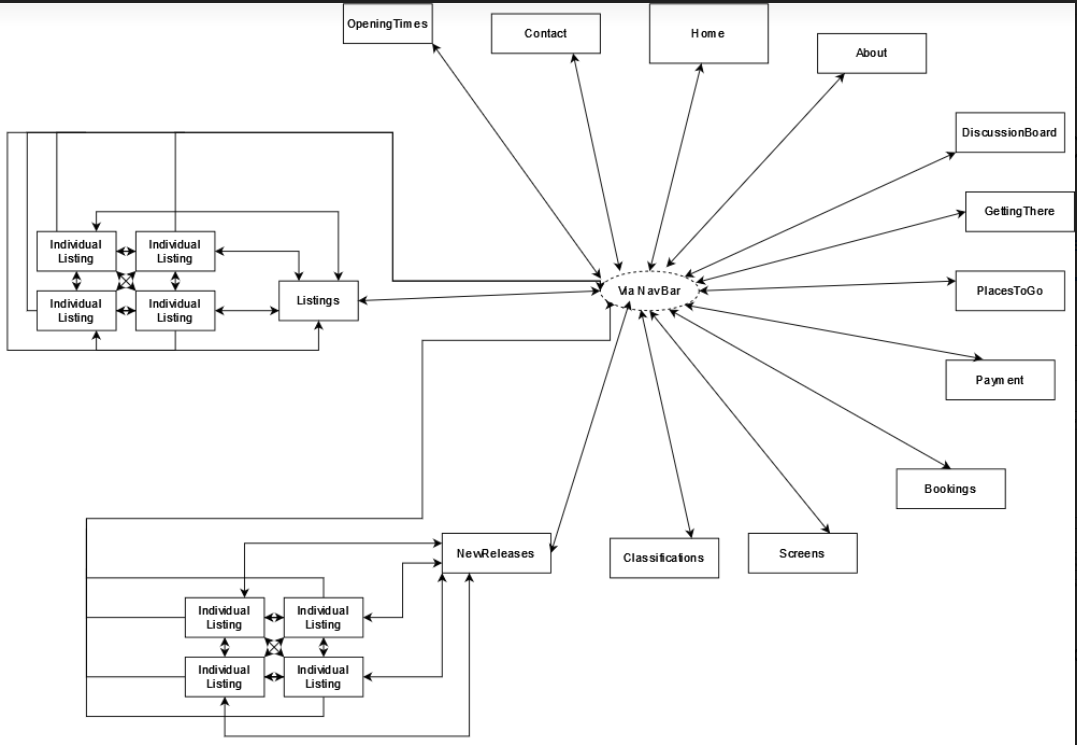 OpeningTimes
Contact
Home
About
DiscussionBoard
GettingThere
Individual
Listing
Individual
Listing
Individual
Listing
Individual
Listing
Listings
Via NavBar
PlacesToGo
Payment
Bookings
NewReleases
Classifications
Screens
Individual
Listing
Individual
Listing
Individual
Listing
Individual
Listing